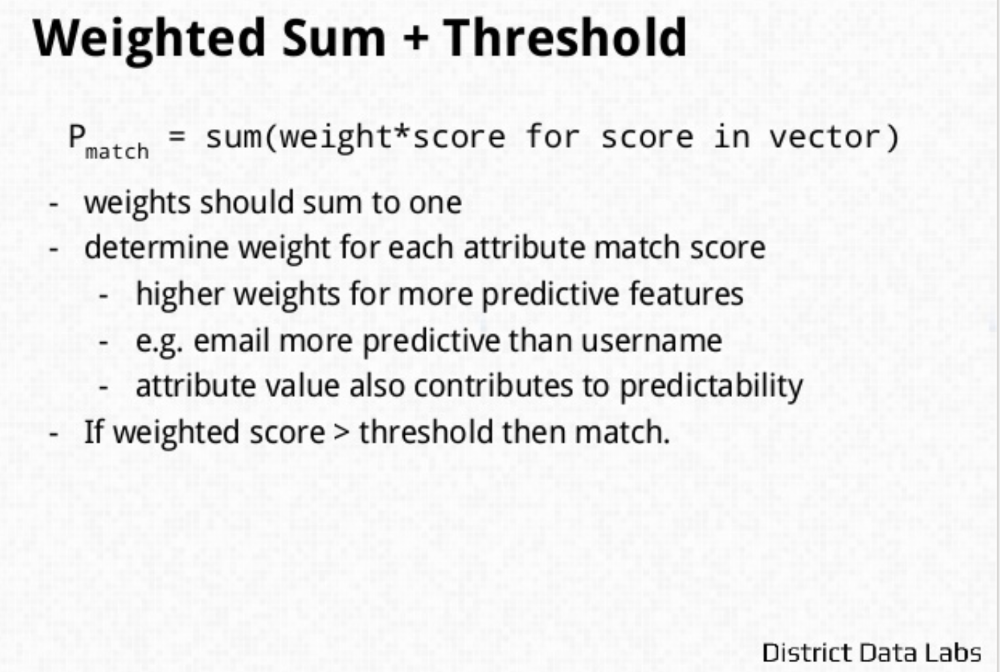 Weighted Sum + Threshold
P match = sum(weight*score for score in vector)
- weights should sum to one
- determine weight for each attribute match score
- higher weights for more predictive features
- e.g. email more predictive than username
- attribute value also contributes to predictability
- If weighted score > threshold then match.
District Data Labs